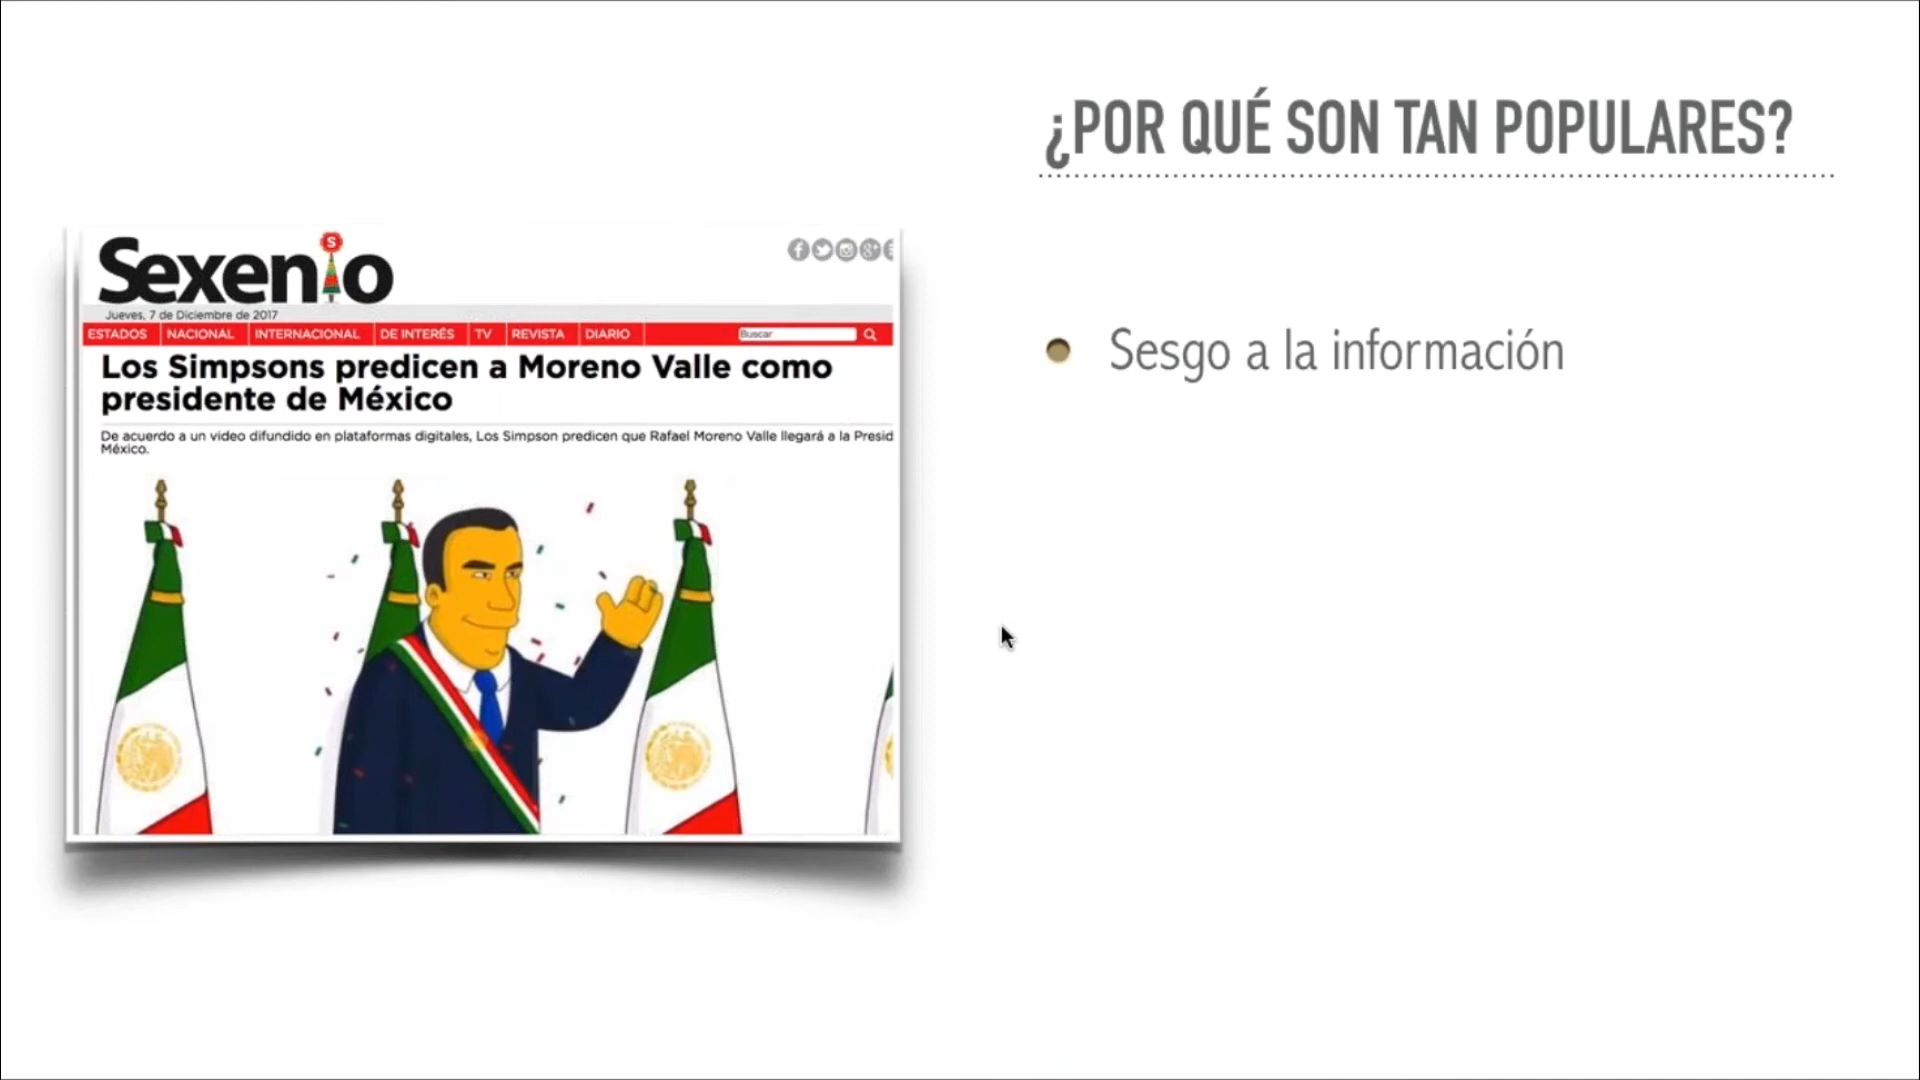 ¿POR QUÉ SON TAN POPULARES?
Sexenio
S
Jueves, 7 de Diciembre de 2017
ESTADOS NACIONAL INTERNACIONAL DE INTERÉS TV REVISTA DIARIO Buscar
Los Simpsons predicen a Moreno Valle como
presidente de México
De acuerdo a un video difundido en plataformas digitales, Los Simpson predicen que Rafael Moreno Valle llegará a la Presid
México.
Sesgo a la información